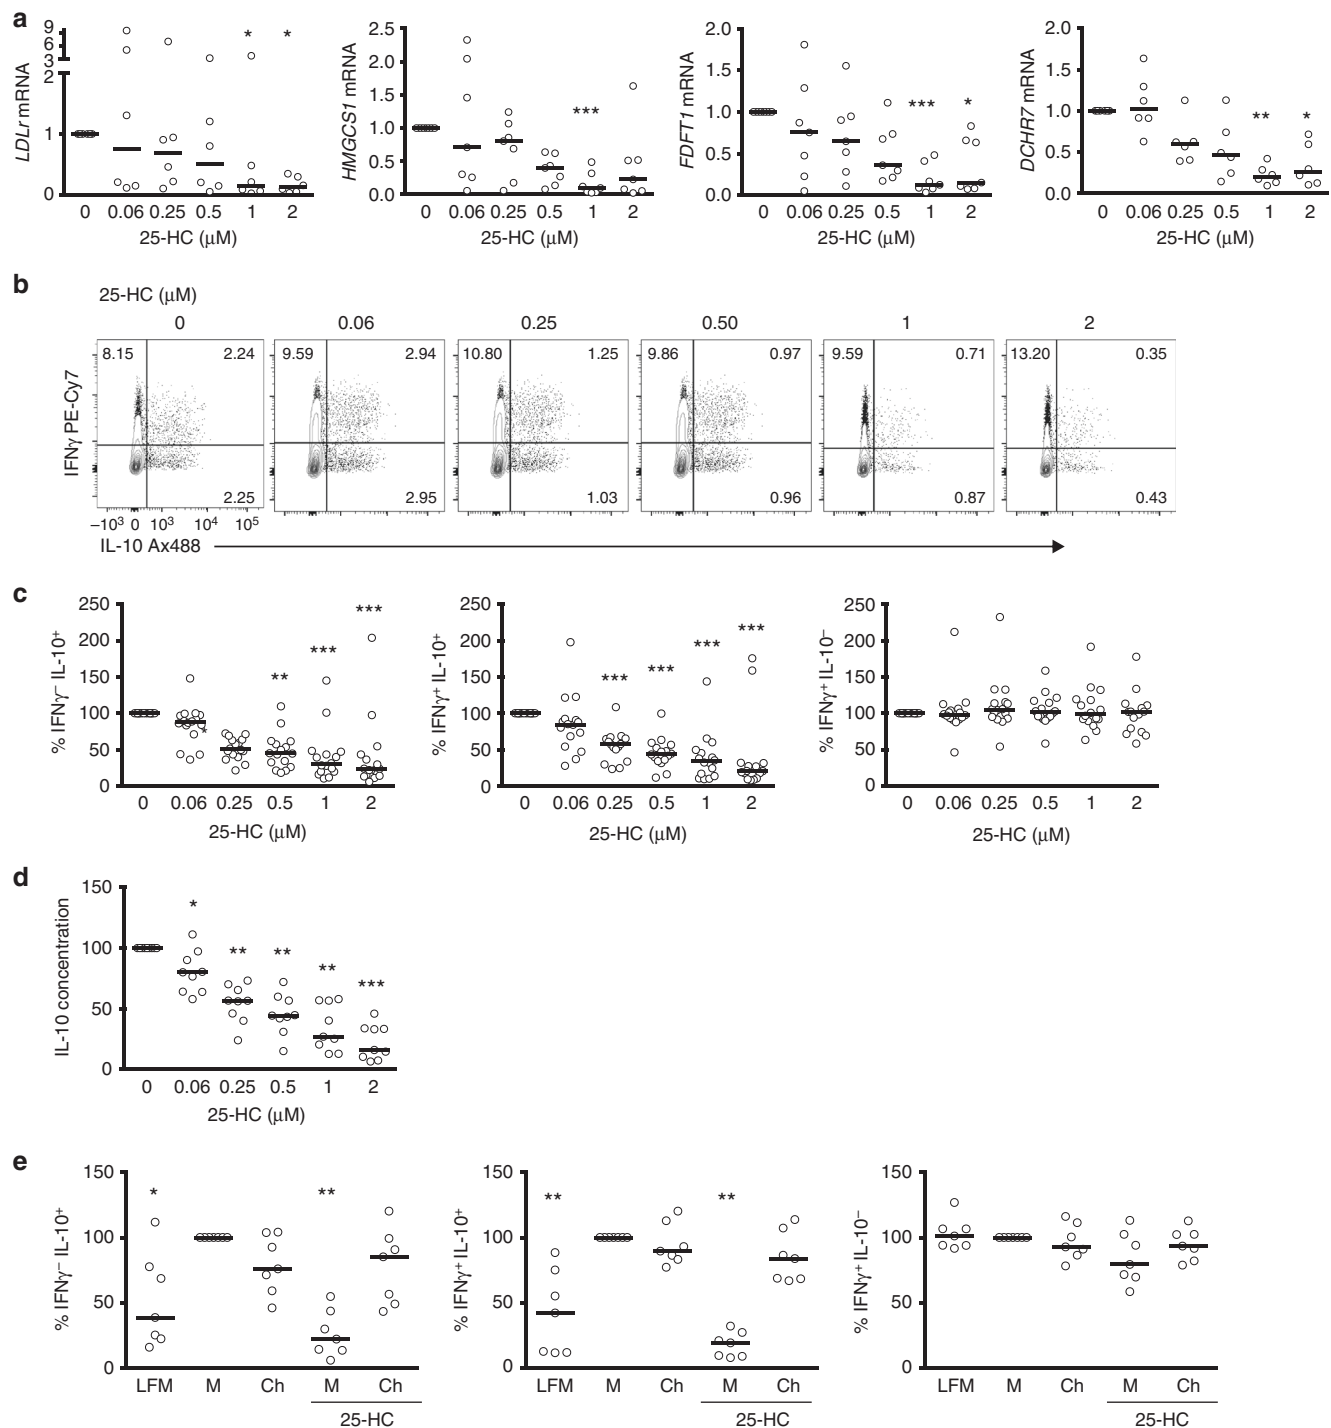 a
LDLr mRNA
9
6
3
2
1
0
* *
0 0.06 0.25 0.5 1 2
25-HC (μM)
HMGCS1 mRNA
2.5
2.0
1.5
1.0
0.5
0.0
***
0 0.06 0.25 0.5 1 2
25-HC (μM)
FDFT1 mRNA
2.0
1.5
1.0
0.5
0.0
*** *
0 0.06 0.25 0.5 1 2
25-HC (μM)
DCHR7 mRNA
2.0
1.5
1.0
0.5
0.0
** *
0 0.06 0.25 0.5 1 2
25-HC (μM)
b
25-HC (μM)
0 0.06 0.25 0.50 1 2
IFNγ PE-Cy7
8.15 2.24 9.59 2.94 10.80 1.25 9.86 0.97 9.59 0.71 13.20 0.35
2.25 2.95 1.03 0.96 0.87 0.43
−10³ 0 10³ 10⁴ 10⁵
IL-10 Ax488
c
% IFNγ⁻ IL-10⁺
250
200
150
100
50
0
* ** *** ***
0 0.06 0.25 0.5 1 2
25-HC (μM)
% IFNγ⁺ IL-10⁺
250
200
150
100
50
0
*** *** *** ***
0 0.06 0.25 0.5 1 2
25-HC (μM)
% IFNγ⁺ IL-10⁻
250
200
150
100
50
0
0 0.06 0.25 0.5 1 2
25-HC (μM)
d
IL-10 concentration
150
100
50
0
* ** ** ** ***
0 0.06 0.25 0.5 1 2
25-HC (μM)
e
% IFNγ⁻ IL-10⁺
150
100
50
0
* **
LFM M Ch M Ch
25-HC
% IFNγ⁺ IL-10⁺
150
100
50
0
** **
LFM M Ch M Ch
25-HC
% IFNγ⁺ IL-10⁻
150
100
50
0
LFM M Ch M Ch
25-HC